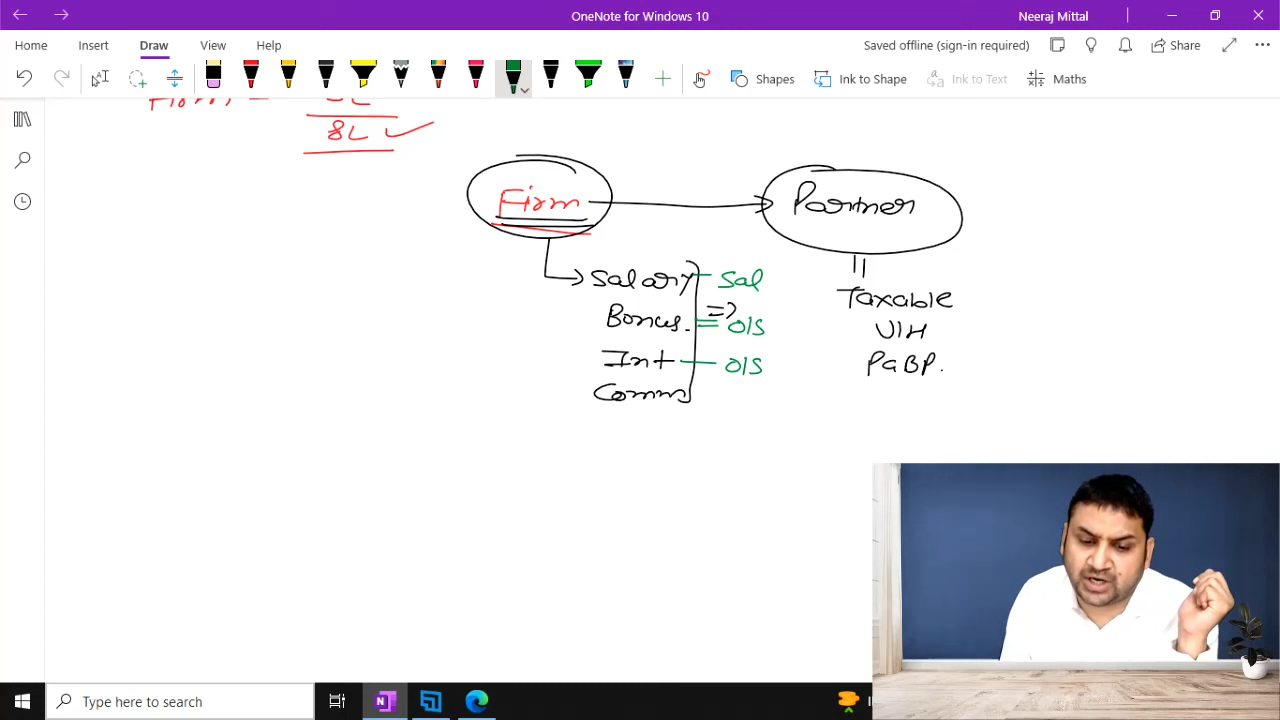 OneNote for Windows 10
Neeraj Mittal
Home Insert Draw View Help
Saved offline (sign-in required)
Share
Shapes
Ink to Shape
Ink to Text
Maths
8L
Firm
Partner
Salary Sal
Bonus. => O/S
Int O/S
Comm
Taxable
U/H
PGBP.
Type here to search